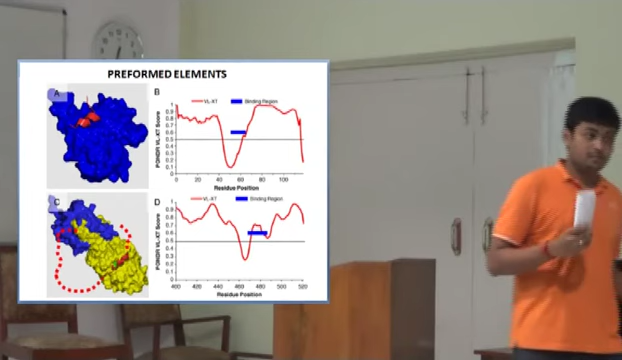 PREFORMED ELEMENTS
A
B
VL-XT
Binding Region
PONDR VL-XT Score
1
0.9
0.8
0.7
0.6
0.5
0.4
0.3
0.2
0.1
0
0 20 40 60 80 100
Residue Position
C
D
VL-XT
Binding Region
PONDR VL-XT Score
1
0.9
0.8
0.7
0.6
0.5
0.4
0.3
0.2
0.1
0
400 420 440 460 480 500 520
Residue Position